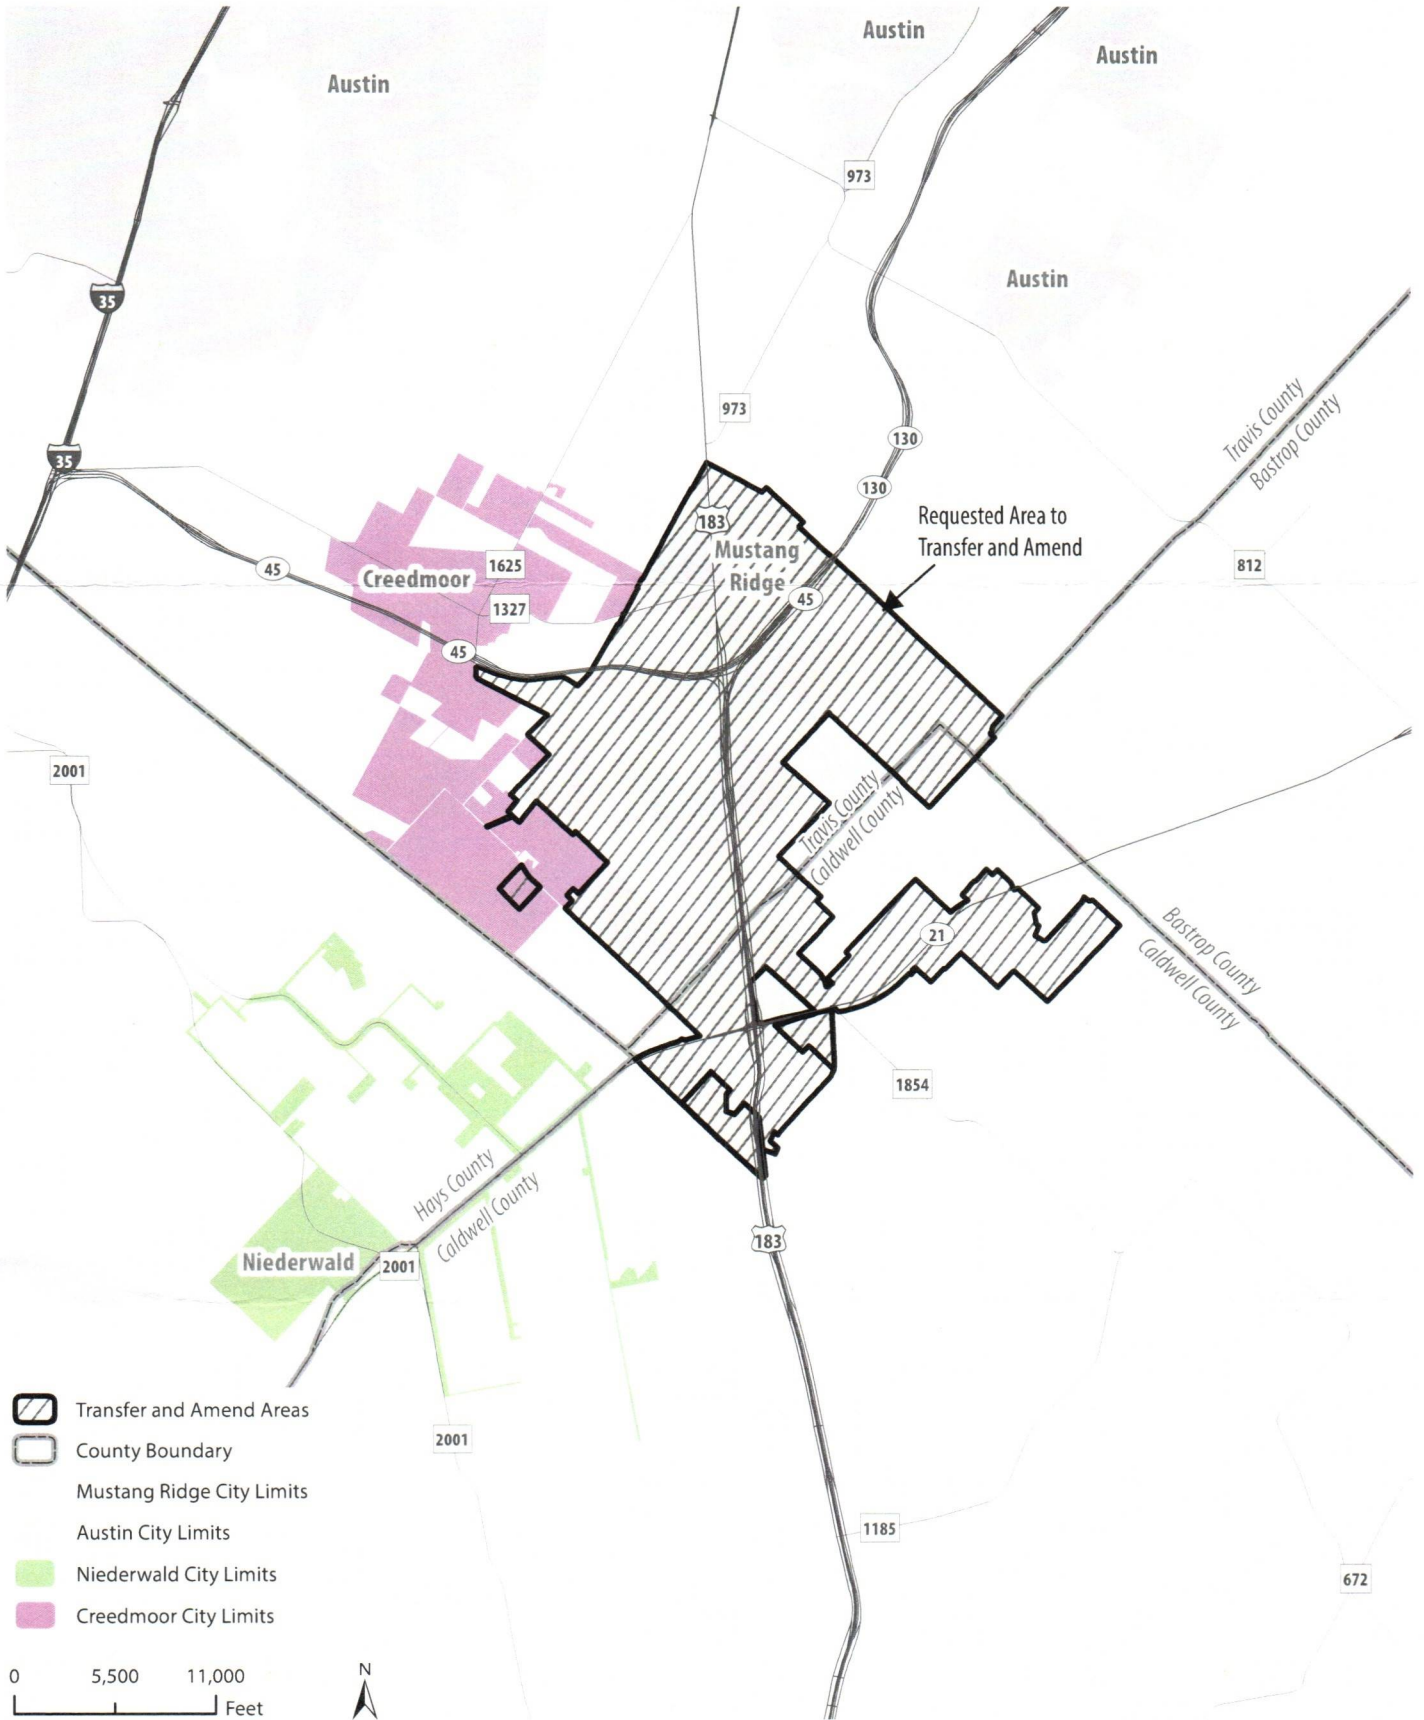 Austin
Austin
Austin
973
Austin
35
973
Travis County
Bastrop County
130
35
130
183
Requested Area to
Transfer and Amend
Mustang
Ridge
45
1625
Creedmoor
812
45
1327
45
2001
Travis County
Caldwell County
21
Bastrop County
Caldwell County
1854
Hays County
Caldwell County
183
Niederwald
2001
Transfer and Amend Areas
County Boundary
2001
Mustang Ridge City Limits
Austin City Limits
1185
Niederwald City Limits
672
Creedmoor City Limits
0 5,500 11,000
Feet
N